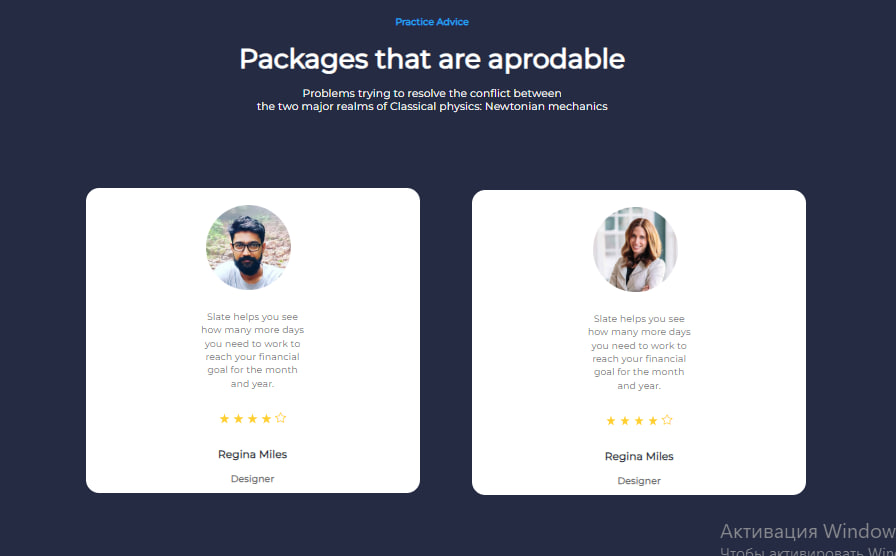 Practice Advice
Packages that are aprodable
Problems trying to resolve the conflict between
the two major realms of Classical physics: Newtonian mechanics
Slate helps you see
how many more days
you need to work to
reach your financial
goal for the month
and year.
Regina Miles
Designer
Slate helps you see
how many more days
you need to work to
reach your financial
goal for the month
and year.
Regina Miles
Designer
Активация Window
Чтобы активировать Win